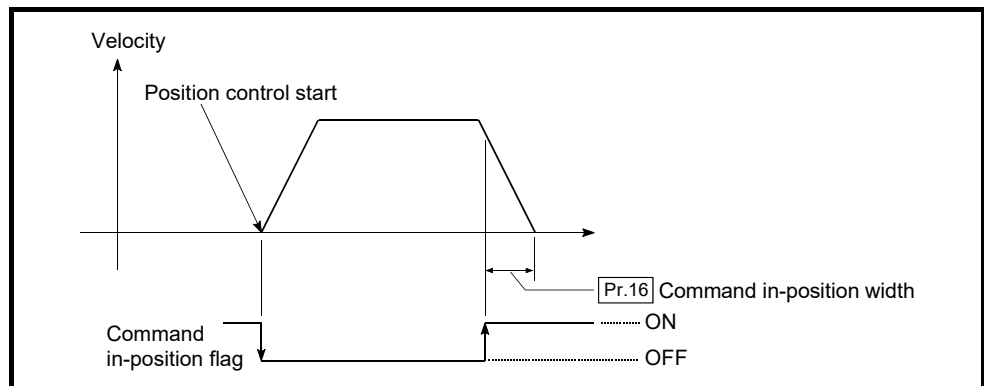 Velocity
Position control start
Pr.16 Command in-position width
ON
Command
in-position flag
OFF